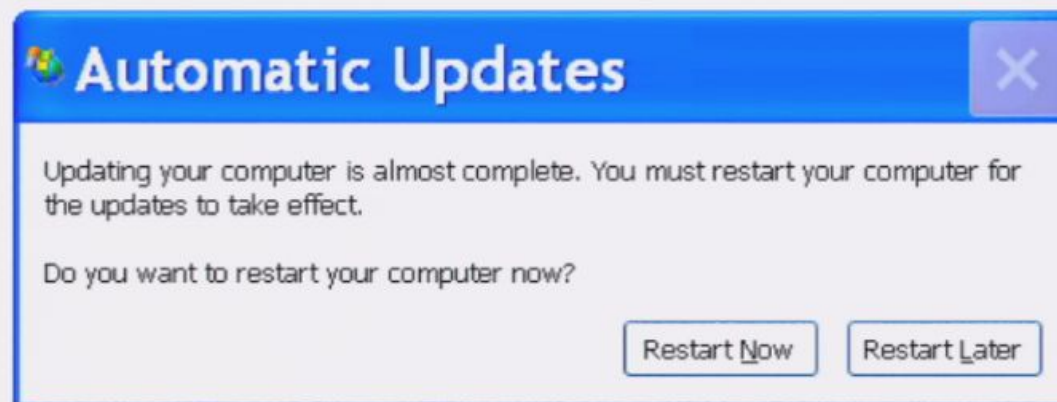 Automatic Updates
Updating your computer is almost complete. You must restart your computer for
the updates to take effect.
Do you want to restart your computer now?
Restart Now
Restart Later